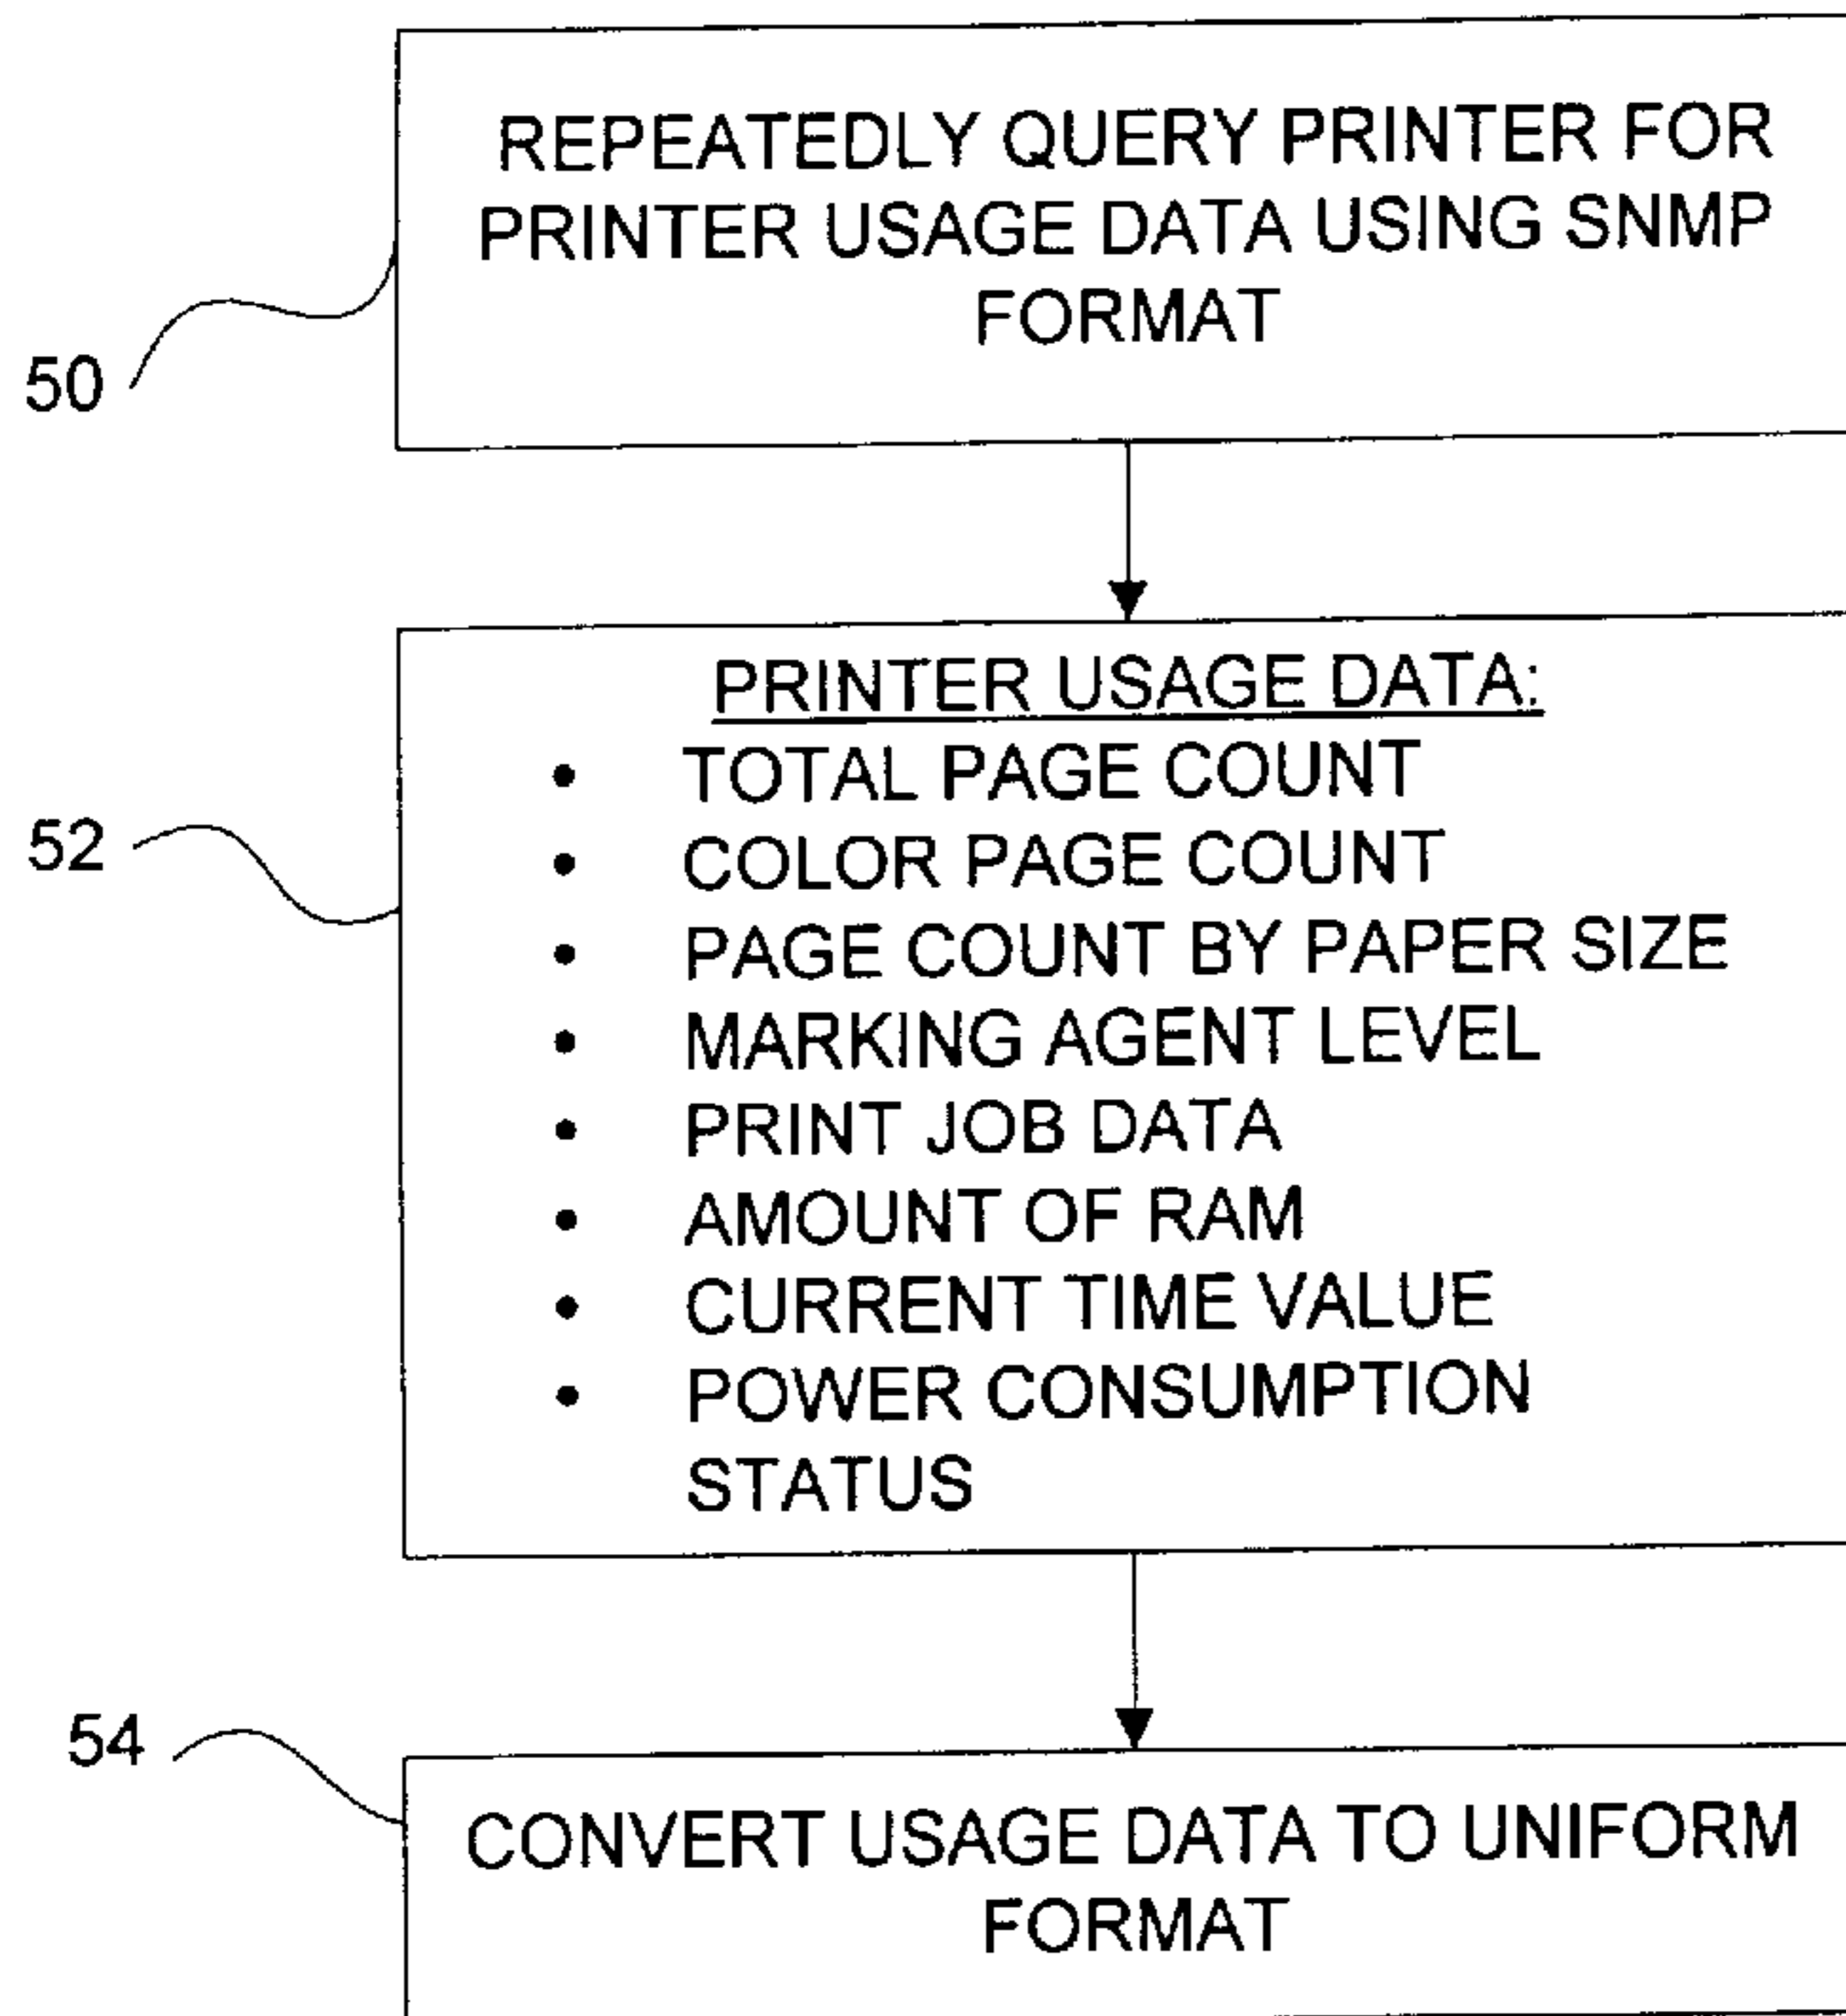 REPEATEDLY QUERY PRINTER FOR
PRINTER USAGE DATA USING SNMP
FORMAT
50
PRINTER USAGE DATA:
• TOTAL PAGE COUNT
52
• COLOR PAGE COUNT
• PAGE COUNT BY PAPER SIZE
• MARKING AGENT LEVEL
• PRINT JOB DATA
• AMOUNT OF RAM
• CURRENT TIME VALUE
• POWER CONSUMPTION
STATUS
54
CONVERT USAGE DATA TO UNIFORM
FORMAT